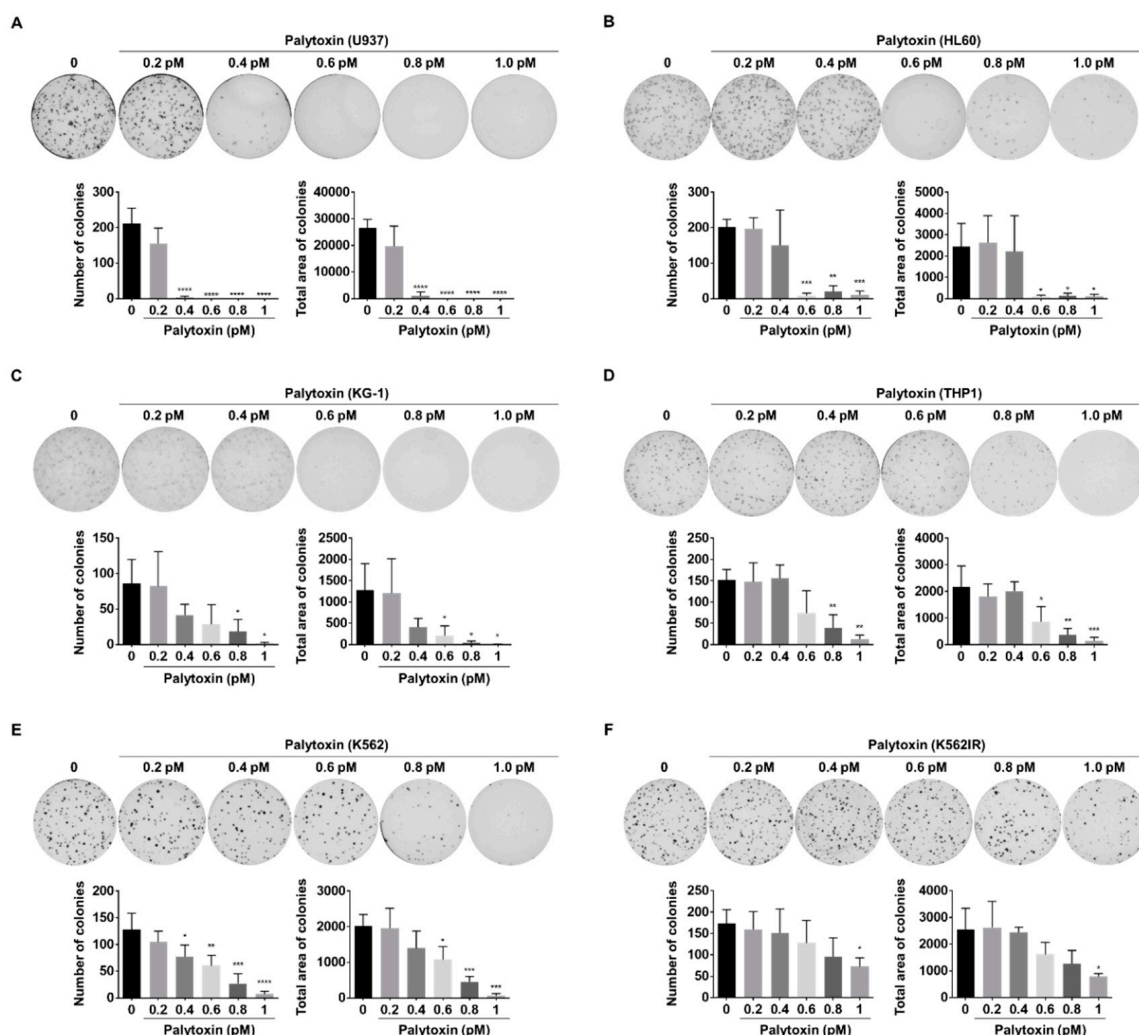 A
Palytoxin (U937)
0 0.2 pM 0.4 pM 0.6 pM 0.8 pM 1.0 pM
Number of colonies
300
200
100
0
****
****
****
****
0 0.2 0.4 0.6 0.8 1
Palytoxin (pM)
Total area of colonies
40000
30000
20000
10000
0
****
****
****
****
0 0.2 0.4 0.6 0.8 1
Palytoxin (pM)
B
Palytoxin (HL60)
0 0.2 pM 0.4 pM 0.6 pM 0.8 pM 1.0 pM
Number of colonies
300
200
100
0
***
**
***
0 0.2 0.4 0.6 0.8 1
Palytoxin (pM)
Total area of colonies
5000
4000
3000
2000
1000
0
*
*
*
0 0.2 0.4 0.6 0.8 1
Palytoxin (pM)
C
Palytoxin (KG-1)
0 0.2 pM 0.4 pM 0.6 pM 0.8 pM 1.0 pM
Number of colonies
150
100
50
0
*
*
0 0.2 0.4 0.6 0.8 1
Palytoxin (pM)
Total area of colonies
2500
2000
1500
1000
500
0
*
*
*
0 0.2 0.4 0.6 0.8 1
Palytoxin (pM)
D
Palytoxin (THP1)
0 0.2 pM 0.4 pM 0.6 pM 0.8 pM 1.0 pM
Number of colonies
250
200
150
100
50
0
**
**
0 0.2 0.4 0.6 0.8 1
Total area of colonies
4000
3000
2000
1000
0
*
**
***
0 0.2 0.4 0.6 0.8 1
E
Palytoxin (K562)
0 0.2 pM 0.4 pM 0.6 pM 0.8 pM 1.0 pM
Number of colonies
200
150
100
50
0
*
**
***
****
0 0.2 0.4 0.6 0.8 1
Palytoxin (pM)
Total area of colonies
3000
2000
1000
0
*
***
***
0 0.2 0.4 0.6 0.8 1
Palytoxin (pM)
F
Palytoxin (K562IR)
0 0.2 pM 0.4 pM 0.6 pM 0.8 pM 1.0 pM
Number of colonies
250
200
150
100
50
0
*
0 0.2 0.4 0.6 0.8 1
Palytoxin (pM)
Total area of colonies
4000
3000
2000
1000
0
*
0 0.2 0.4 0.6 0.8 1
Palytoxin (pM)